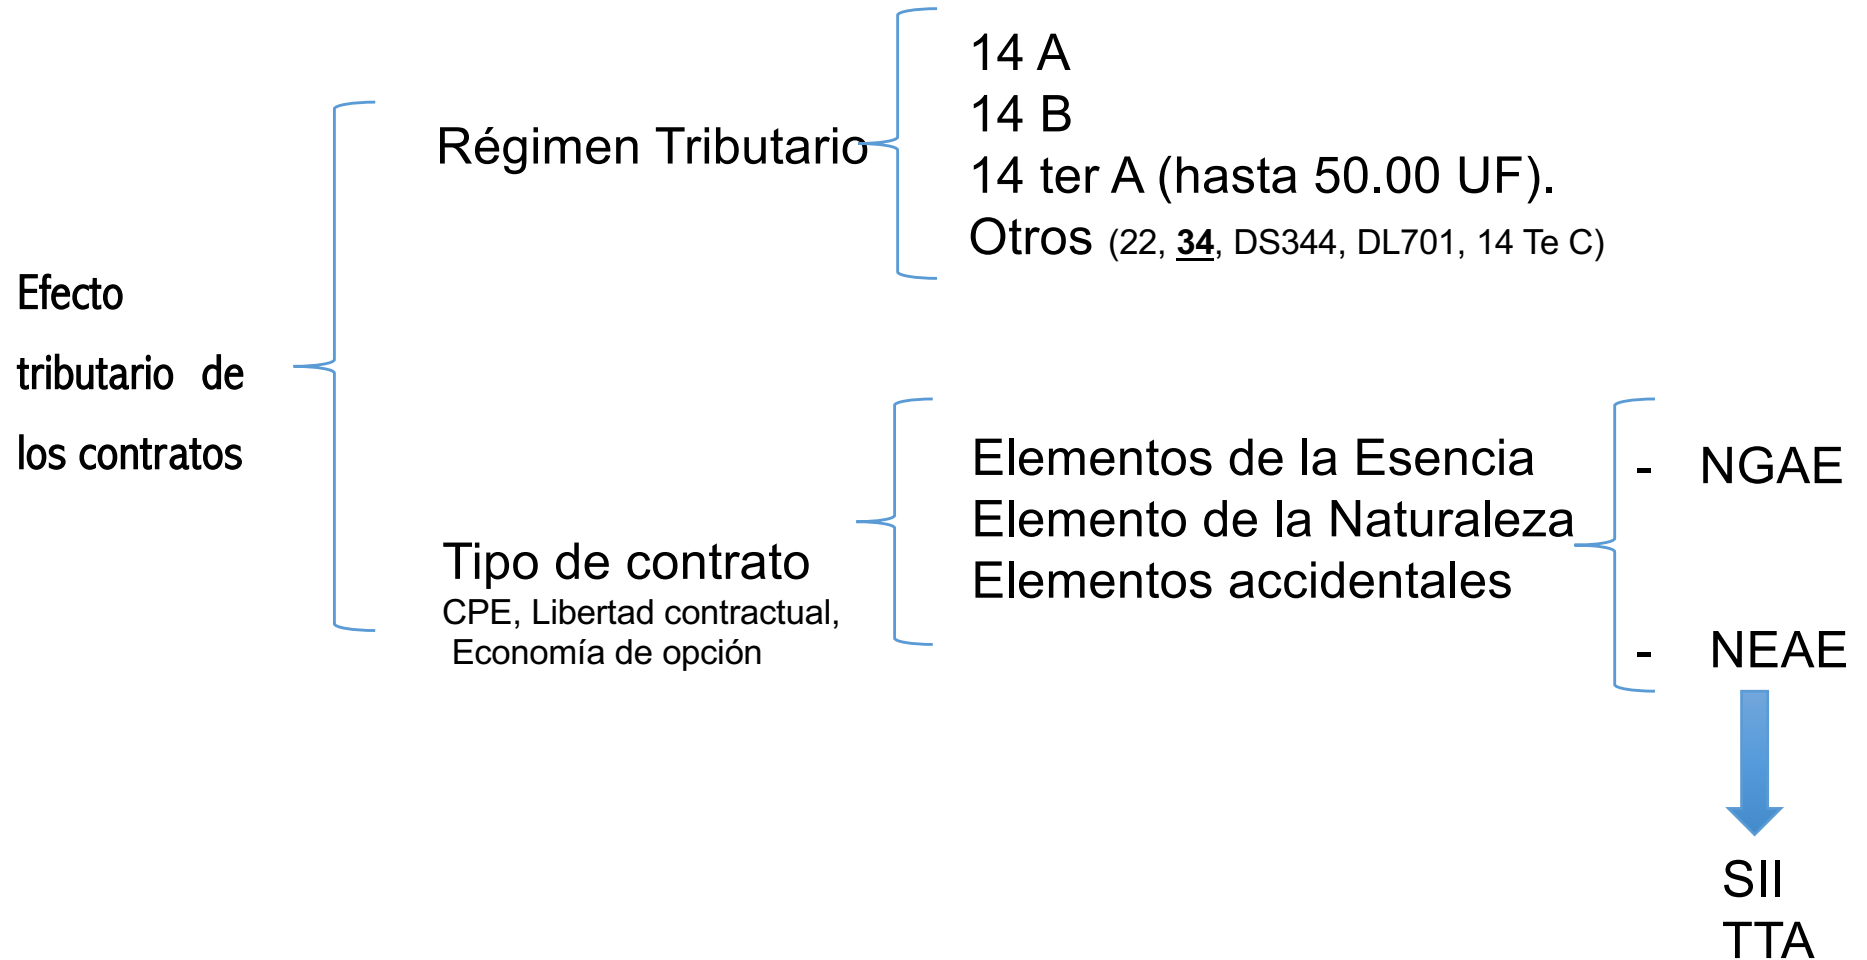 Efecto
tributario de
los contratos
Régimen Tributario
14 A
14 B
14 ter A (hasta 50.00 UF).
Otros (22, 34, DS344, DL701, 14 Te C)
Tipo de contrato
CPE, Libertad contractual,
Economía de opción
Elementos de la Esencia
Elemento de la Naturaleza
Elementos accidentales
- NGAE
- NEAE
SII
TTA